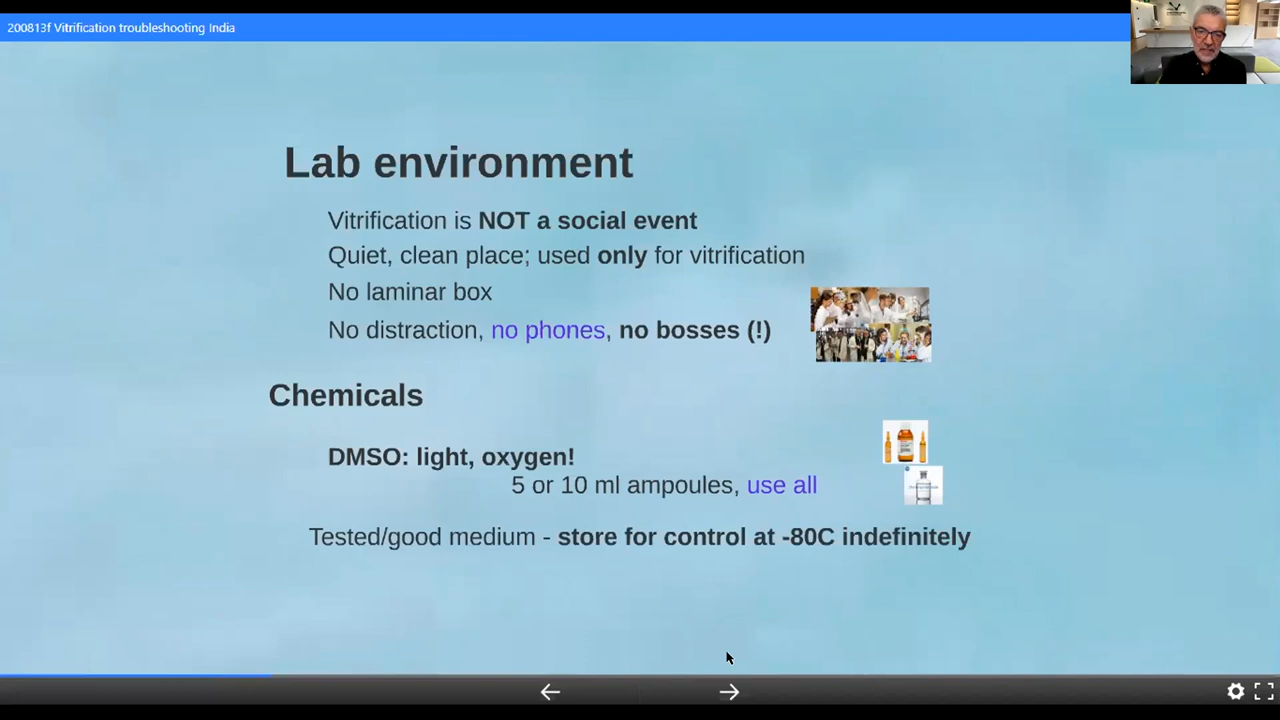 200813f Vitrification troubleshooting India
Lab environment
Vitrification is NOT a social event
Quiet, clean place; used only for vitrification
No laminar box
No distraction, no phones, no bosses (!)
Chemicals
DMSO: light, oxygen!
5 or 10 ml ampoules, use all
Tested/good medium - store for control at -80C indefinitely